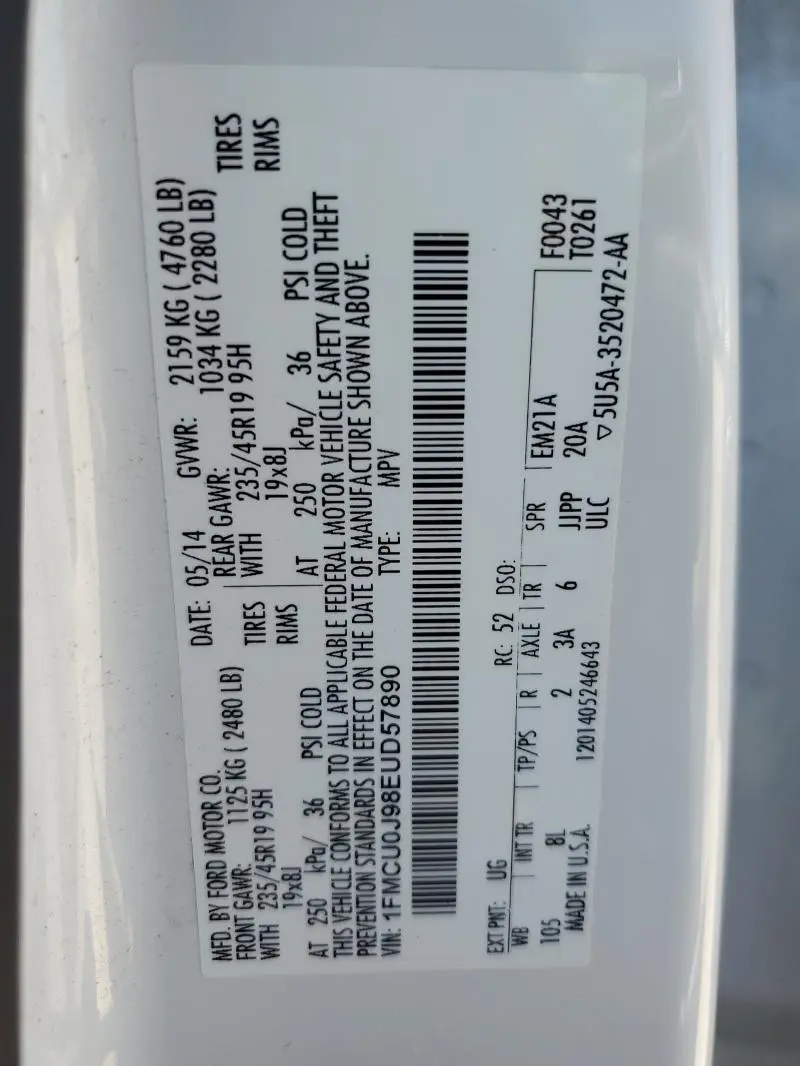 MFD. BY FORD MOTOR CO. DATE: 05/14 GVWR: 2159 KG ( 4760 LB)
FRONT GAWR: 1125 KG ( 2480 LB) REAR GAWR: 1034 KG ( 2280 LB)
WITH 235/45R19 95H TIRES WITH 235/45R19 95H TIRES
19x8J RIMS 19x8J RIMS
AT 250 kPa/ 36 PSI COLD AT 250 kPa/ 36 PSI COLD
THIS VEHICLE CONFORMS TO ALL APPLICABLE FEDERAL MOTOR VEHICLE SAFETY AND THEFT
PREVENTION STANDARDS IN EFFECT ON THE DATE OF MANUFACTURE SHOWN ABOVE.
VIN: 1FMCU0J98EUD57890 TYPE: MPV
EXT PNT: UG RC: 52 DSO:
WB INT TR TP/PS R AXLE TR SPR EM21A F0043
105 8L 2 3A 6 JJPP 20A T0261
MADE IN U.S.A. 1201405246643 ULC ▽5U5A-3520472-AA